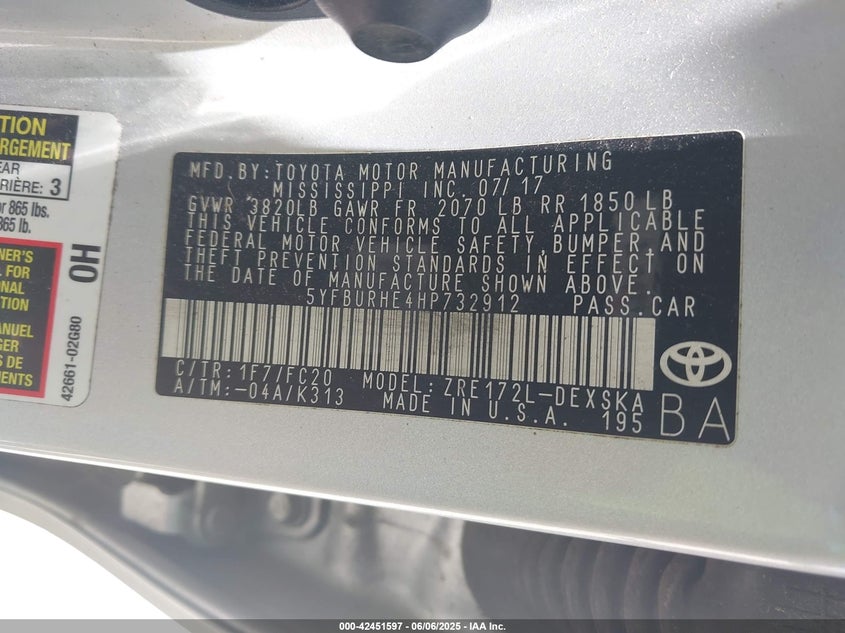 TION
RGEMENT
EAR
RIÈRE: 3
r 865 lbs.
865 lb.
NER'S
FOR
ONAL
TION
ANUEL
GER
S DE
MENTS
OH
42661-02G80
MFD.BY: TOYOTA MOTOR MANUFACTURING
MISSISSIPPI INC. 07/17
GVWR 3820LB GAWR FR 2070 LB RR 1850 LB
THIS VEHICLE CONFORMS TO ALL APPLICABLE
FEDERAL MOTOR VEHICLE SAFETY, BUMPER, AND
THEFT PREVENTION STANDARDS IN EFFECT ON
THE DATE OF MANUFACTURE SHOWN ABOVE.
5YFBURHE4HP732912 PASS.CAR
C/TR: 1F7/FC20 MODEL: ZRE172L-DEXSKA
A/TM:-04A/K313 MADE IN U.S.A. 195
BA
000-42451597 - 06/06/2025 - IAA Inc.